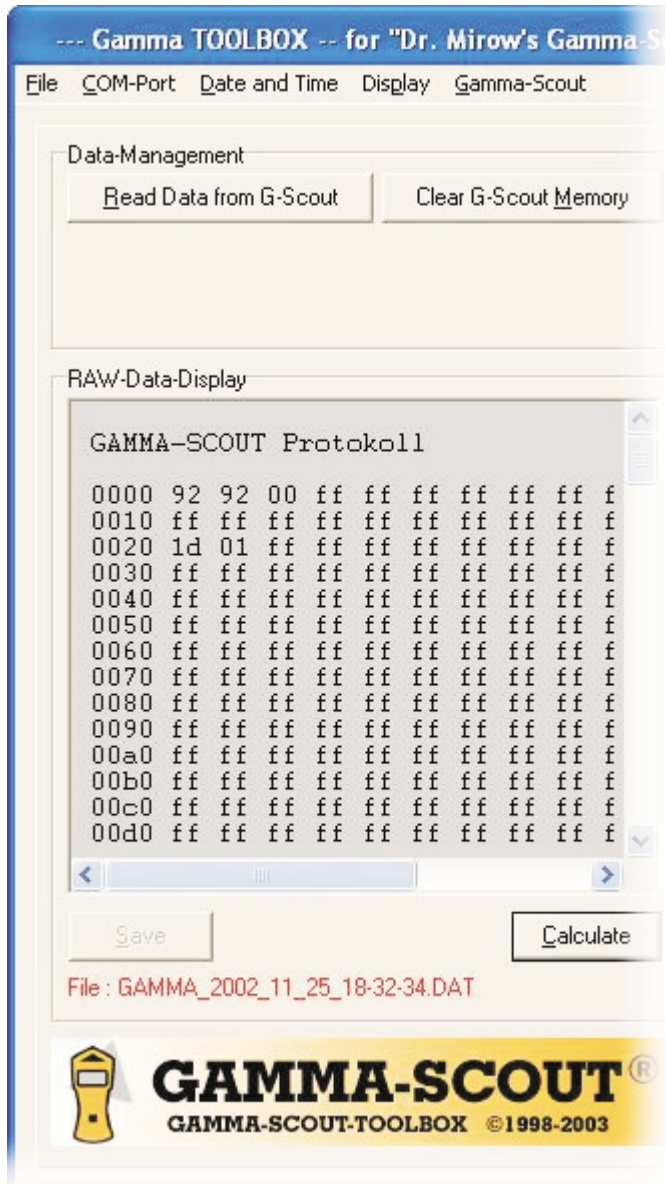 --- Gamma TOOLBOX -- for "Dr. Mirow's Gamma-S
File COM-Port Date and Time Display Gamma-Scout
Data-Management
Read Data from G-Scout Clear G-Scout Memory
RAW-Data-Display
GAMMA-SCOUT Protokoll
0000 92 92 00 ff ff ff ff ff ff f
0010 ff ff ff ff ff ff ff ff ff f
0020 1d 01 ff ff ff ff ff ff ff f
0030 ff ff ff ff ff ff ff ff ff f
0040 ff ff ff ff ff ff ff ff ff f
0050 ff ff ff ff ff ff ff ff ff f
0060 ff ff ff ff ff ff ff ff ff f
0070 ff ff ff ff ff ff ff ff ff f
0080 ff ff ff ff ff ff ff ff ff f
0090 ff ff ff ff ff ff ff ff ff f
00a0 ff ff ff ff ff ff ff ff ff f
00b0 ff ff ff ff ff ff ff ff ff f
00c0 ff ff ff ff ff ff ff ff ff f
00d0 ff ff ff ff ff ff ff ff ff f
Save Calculate
File : GAMMA_2002_11_25_18-32-34.DAT
GAMMA-SCOUT®
GAMMA-SCOUT-TOOLBOX ©1998-2003